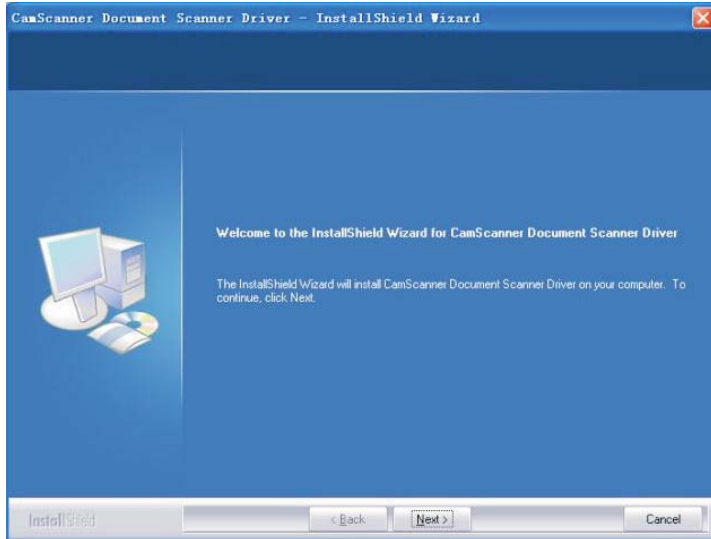 CamScanner Document Scanner Driver - InstallShield Wizard
Welcome to the InstallShield Wizard for CamScanner Document Scanner Driver
The InstallShield Wizard will install CamScanner Document Scanner Driver on your computer. To
continue, click Next.
InstallShield
< Back
Next >
Cancel